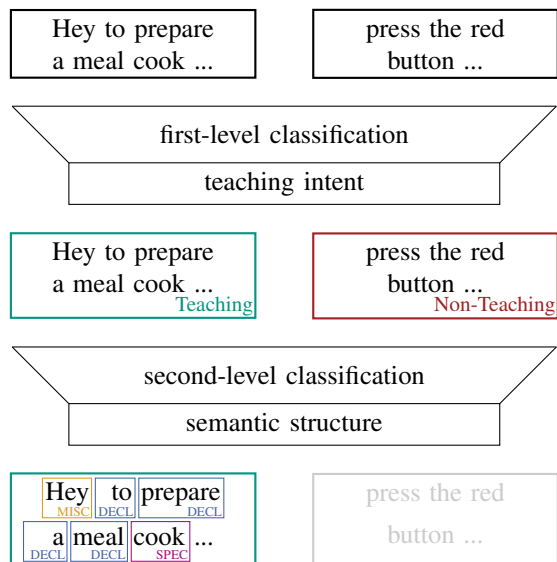 Hey to prepare
a meal cook ...
press the red
button ...
first-level classification
teaching intent
Hey to prepare
a meal cook ...
Teaching
press the red
button ...
Non-Teaching
second-level classification
semantic structure
Hey to prepare
MISC DECL DECL
a meal cook ...
DECL DECL SPEC
press the red
button ...